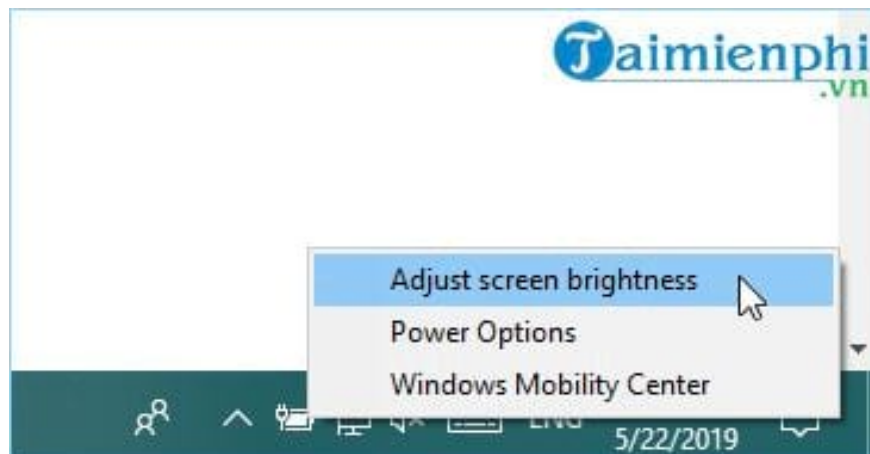 Taimienphi
.vn
Adjust screen brightness
Power Options
Windows Mobility Center
ENG
5/22/2019